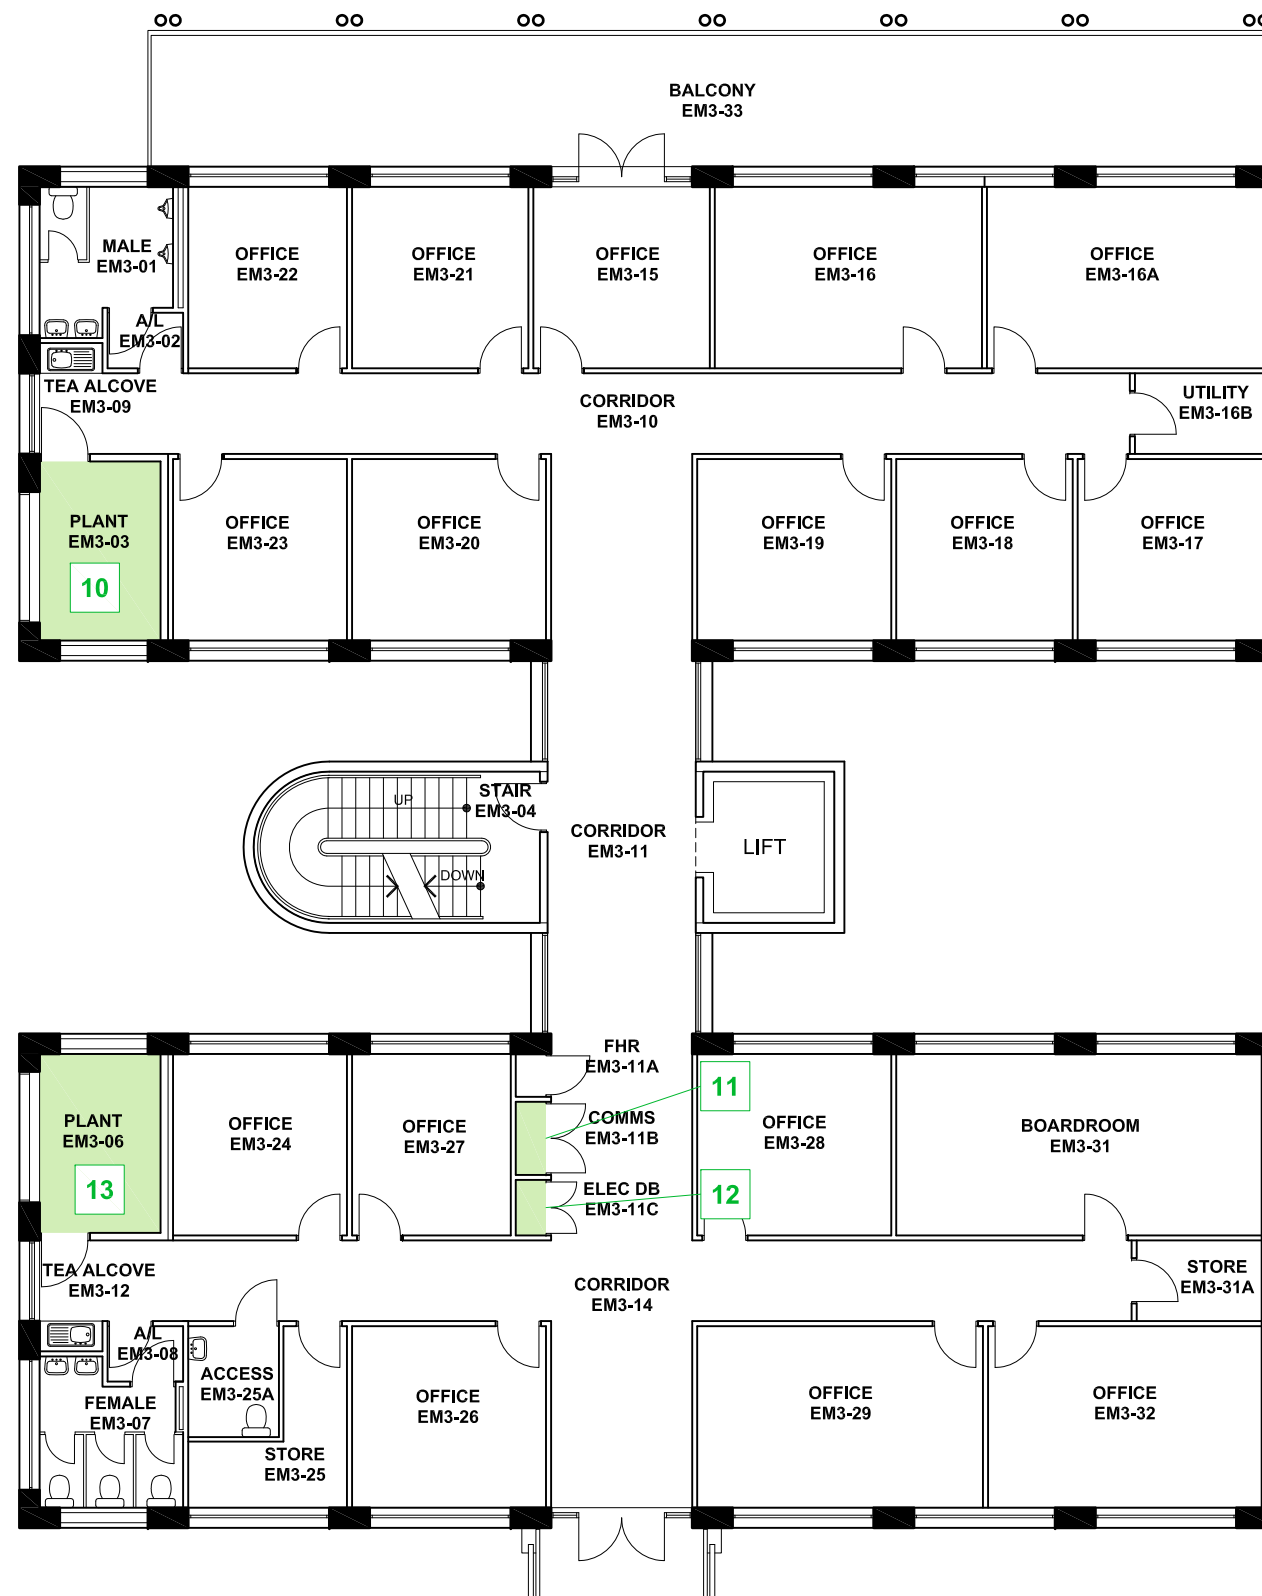 BALCONY
EM3-33
MALE
EM3-01
OFFICE
EM3-22
OFFICE
EM3-21
OFFICE
EM3-15
OFFICE
EM3-16
OFFICE
EM3-16A
A/L
EM3-02
TEA ALCOVE
EM3-09
CORRIDOR
EM3-10
UTILITY
EM3-16B
PLANT
EM3-03
10
OFFICE
EM3-23
OFFICE
EM3-20
OFFICE
EM3-19
OFFICE
EM3-18
OFFICE
EM3-17
UP
STAIR
EM3-04
DOWN
CORRIDOR
EM3-11
LIFT
FHR
EM3-11A
PLANT
EM3-06
13
OFFICE
EM3-24
OFFICE
EM3-27
COMMS
EM3-11B
11
OFFICE
EM3-28
BOARDROOM
EM3-31
ELEC DB
EM3-11C
12
TEA ALCOVE
EM3-12
CORRIDOR
EM3-14
STORE
EM3-31A
A/L
EM3-08
ACCESS
EM3-25A
FEMALE
EM3-07
STORE
EM3-25
OFFICE
EM3-26
OFFICE
EM3-29
OFFICE
EM3-32